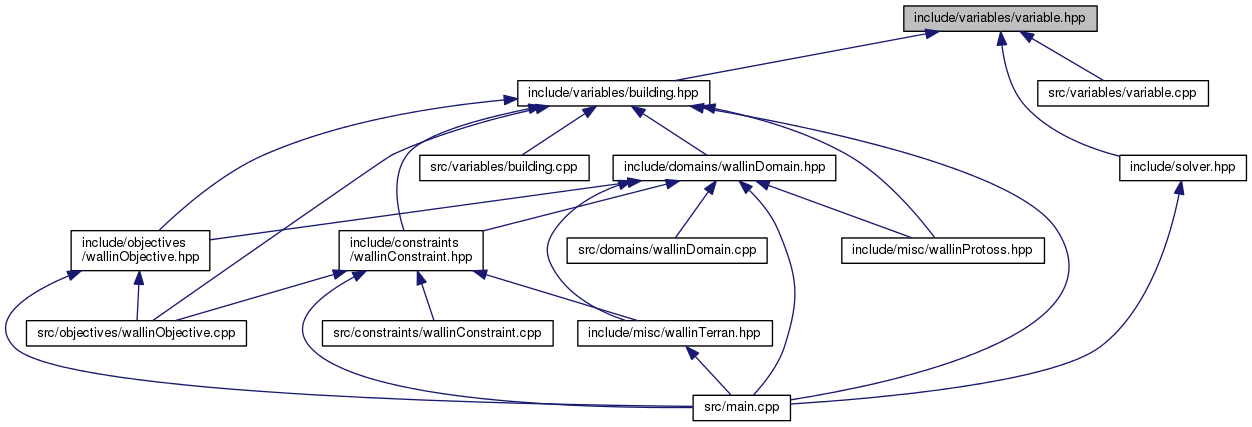 include/variables/variable.hpp
include/variables/building.hpp
src/variables/variable.cpp
src/variables/building.cpp
include/domains/wallinDomain.hpp
include/solver.hpp
include/objectives
/wallinObjective.hpp
include/constraints
/wallinConstraint.hpp
src/domains/wallinDomain.cpp
include/misc/wallinProtoss.hpp
src/objectives/wallinObjective.cpp
src/constraints/wallinConstraint.cpp
include/misc/wallinTerran.hpp
src/main.cpp